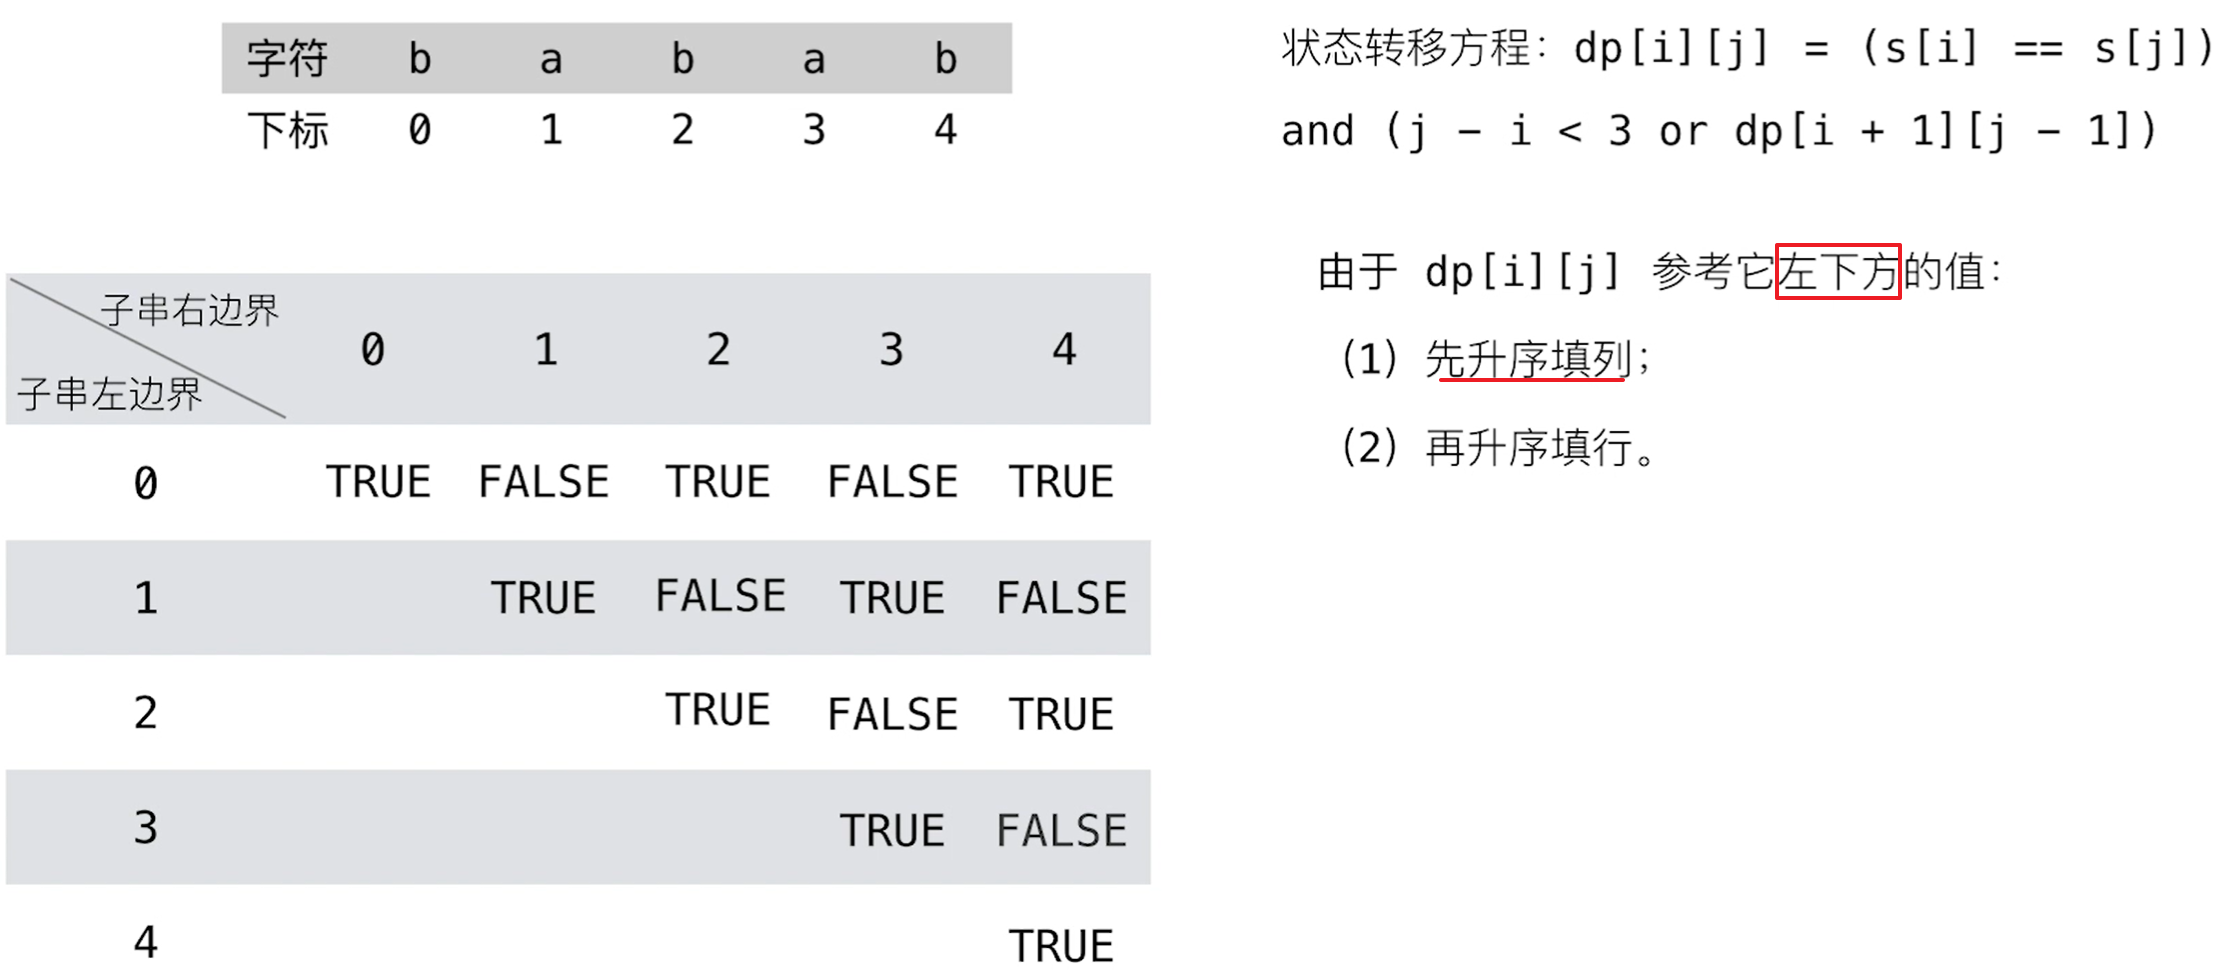 字符 b a b a b
下标 0 1 2 3 4
状态转移方程：dp[i][j] = (s[i] == s[j])
and (j - i < 3 or dp[i + 1][j - 1])
由于 dp[i][j] 参考它左下方的值：
(1) 先升序填列；
(2) 再升序填行。
子串右边界
子串左边界
0 1 2 3 4
0 TRUE FALSE TRUE FALSE TRUE
1 TRUE FALSE TRUE FALSE
2 TRUE FALSE TRUE
3 TRUE FALSE
4 TRUE